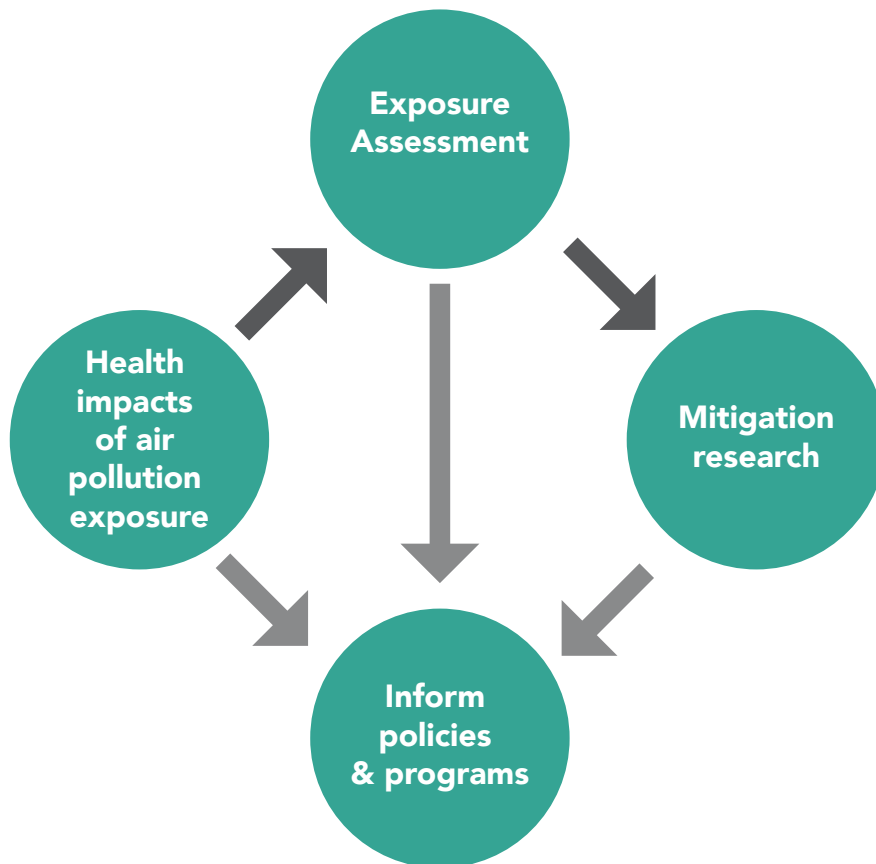 Exposure
Assessment
Health
impacts
of air
pollution
exposure
Mitigation
research
Inform
policies
& programs